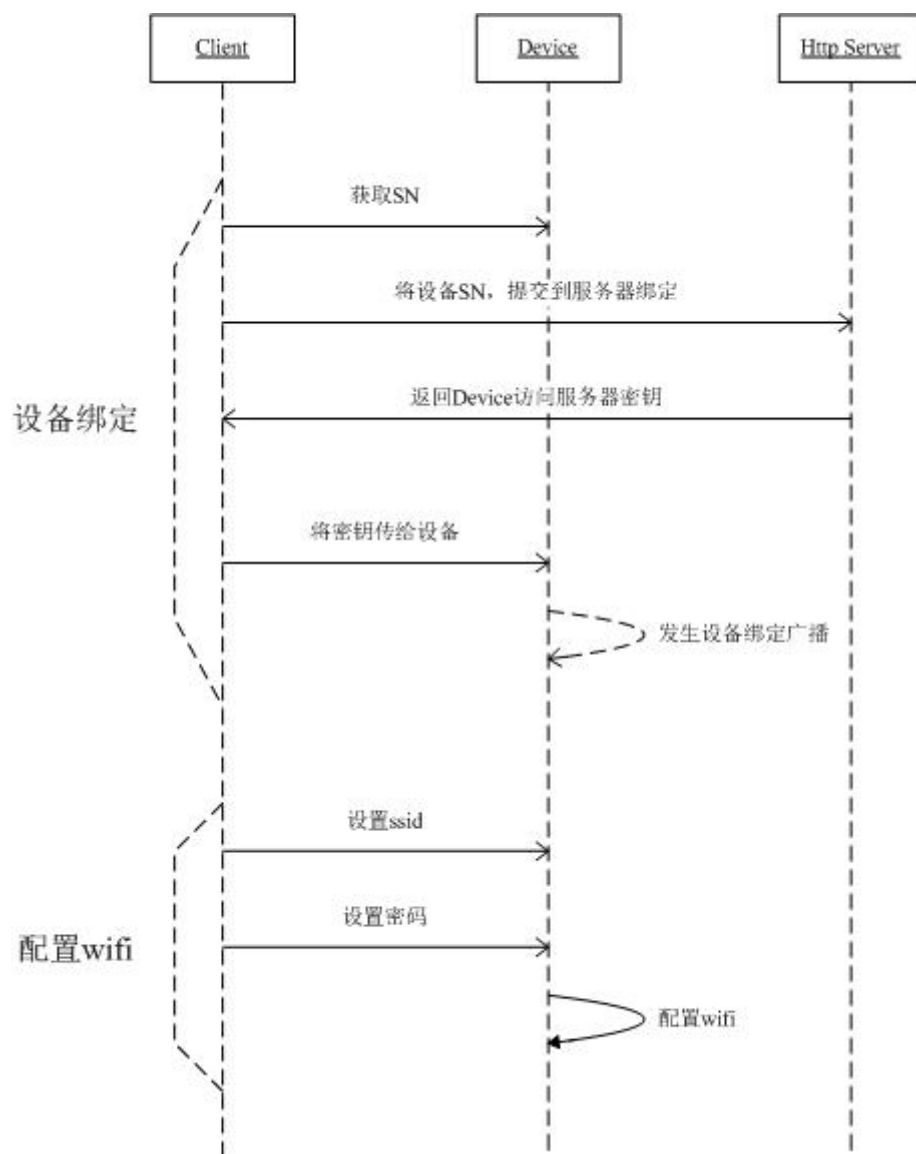 Client
Device
Http Server
获取SN
将设备SN，提交到服务器绑定
返回Device访问服务器密钥
设备绑定
将密钥传给设备
发生设备绑定广播
设置ssid
设置密码
配置wifi
配置wifi